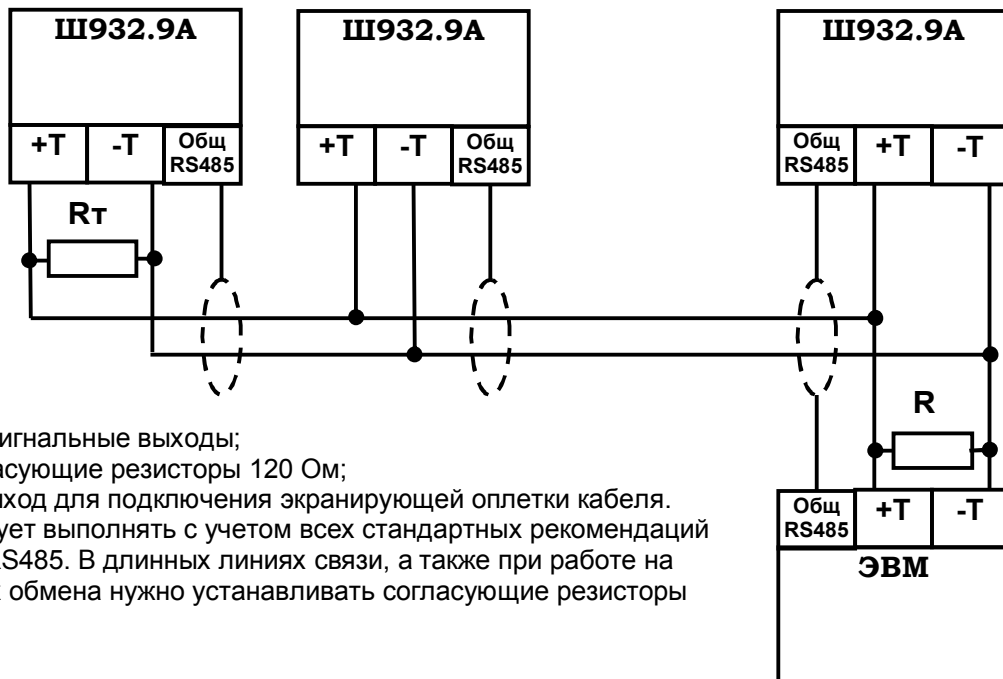 Ш932.9А Ш932.9А Ш932.9А
+Т -Т Общ RS485 +Т -Т Общ RS485 Общ RS485 +Т -Т
Rт
R
игнальные выходы;
асующие резисторы 120 Ом;
ыход для подключения экранирующей оплетки кабеля.
ует выполнять с учетом всех стандартных рекомендаций
RS485. В длинных линиях связи, а также при работе на
х обмена нужно устанавливать согласующие резисторы
Общ RS485 +Т -Т
ЭВМ